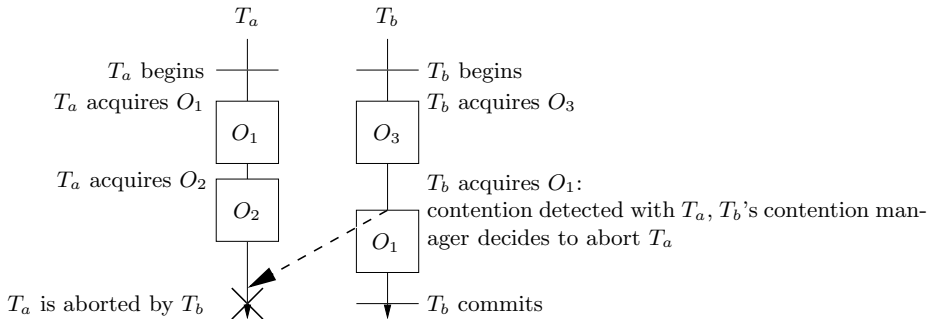 T_a T_b
T_a begins T_b begins
T_a acquires O_1 T_b acquires O_3
O_1 O_3
T_a acquires O_2 T_b acquires O_1:
O_2 contention detected with T_a, T_b's contention man-
O_1 ager decides to abort T_a
T_a is aborted by T_b T_b commits